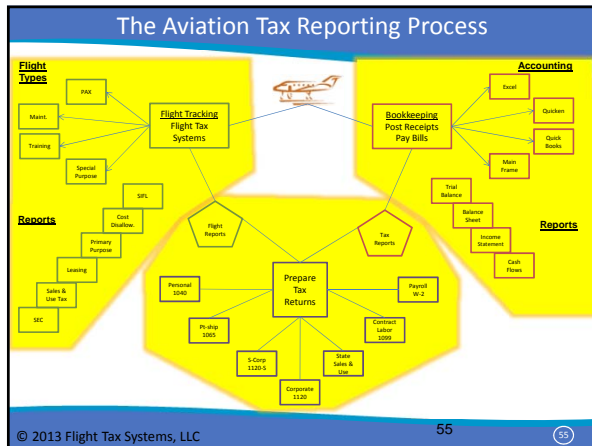 The Aviation Tax Reporting Process
Flight
Types
PAX
Maint.
Training
Special
Purpose
Flight Tracking
Flight Tax
Systems
Accounting
Excel
Quicken
Quick
Books
Main
Frame
Bookkeeping
Post Receipts
Pay Bills
Reports
SIFL
Cost
Disallow.
Primary
Purpose
Leasing
Sales &
Use Tax
SEC
Trial
Balance
Balance
Sheet
Income
Statement
Cash
Flows
Reports
Flight
Reports
Tax
Reports
Prepare
Tax
Returns
Personal
1040
Pt-ship
1065
S-Corp
1120-S
Corporate
1120
State
Sales &
Use
Contract
Labor
1099
Payroll
W-2
© 2013 Flight Tax Systems, LLC
55
55